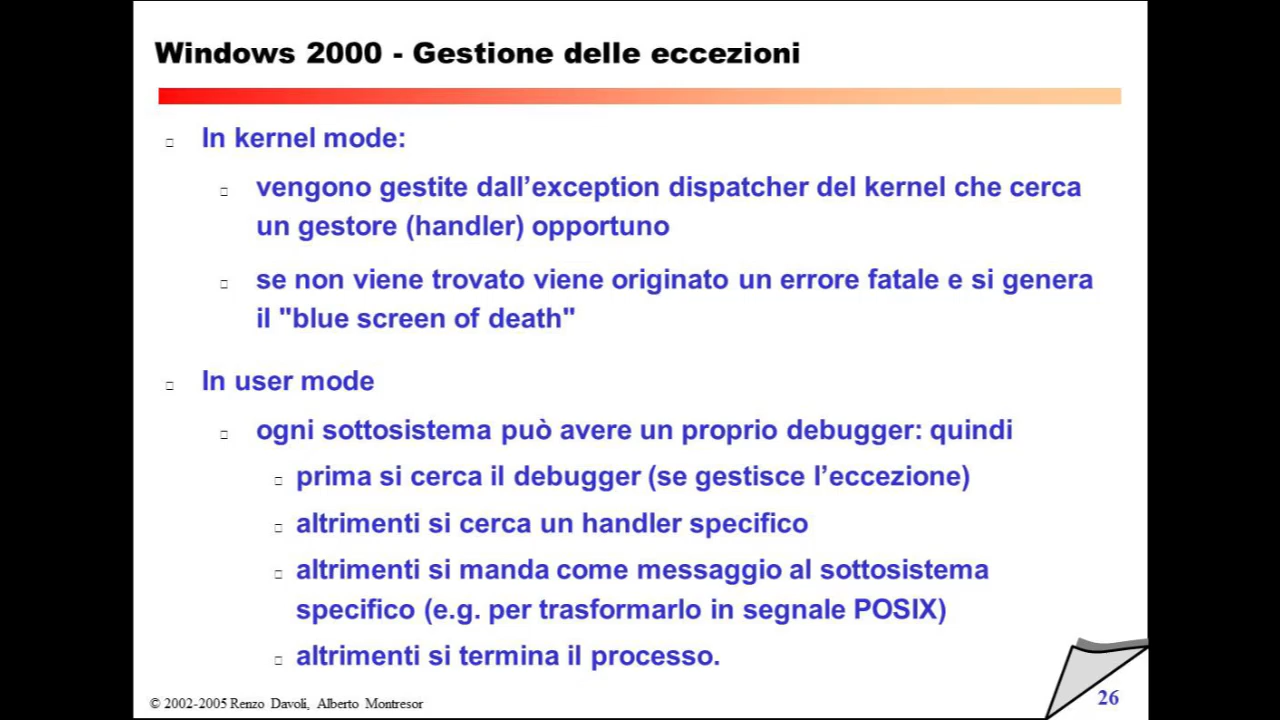 Windows 2000 - Gestione delle eccezioni
In kernel mode:
vengono gestite dall’exception dispatcher del kernel che cerca
un gestore (handler) opportuno
se non viene trovato viene originato un errore fatale e si genera
il "blue screen of death"
In user mode
ogni sottosistema può avere un proprio debugger: quindi
prima si cerca il debugger (se gestisce l’eccezione)
altrimenti si cerca un handler specifico
altrimenti si manda come messaggio al sottosistema
specifico (e.g. per trasformarlo in segnale POSIX)
altrimenti si termina il processo.
© 2002-2005 Renzo Davoli, Alberto Montresor
26